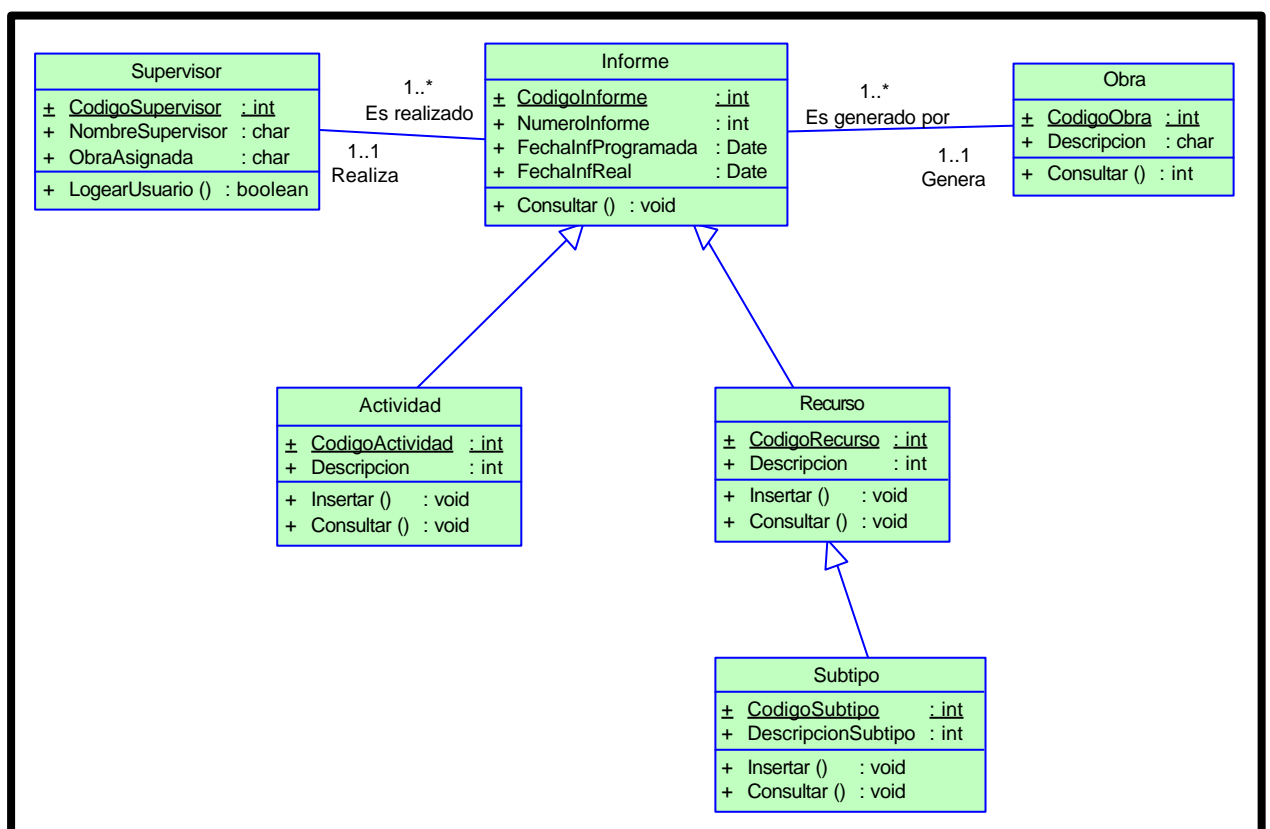 Supervisor
+ CodigoSupervisor : int
+ NombreSupervisor : char
+ ObraAsignada : char
+ LogearUsuario () : boolean
1..*
Es realizado
1..1
Realiza
Informe
+ CodigoInforme : int
+ NumeroInforme : int
+ FechaInfProgramada : Date
+ FechaInfReal : Date
+ Consultar () : void
1..*
Es generado por
1..1
Genera
Obra
+ CodigoObra : int
+ Descripcion : char
+ Consultar () : int
Actividad
+ CodigoActividad : int
+ Descripcion : int
+ Insertar () : void
+ Consultar () : void
Recurso
+ CodigoRecurso : int
+ Descripcion : int
+ Insertar () : void
+ Consultar () : void
Subtipo
+ CodigoSubtipo : int
+ DescripcionSubtipo : int
+ Insertar () : void
+ Consultar () : void